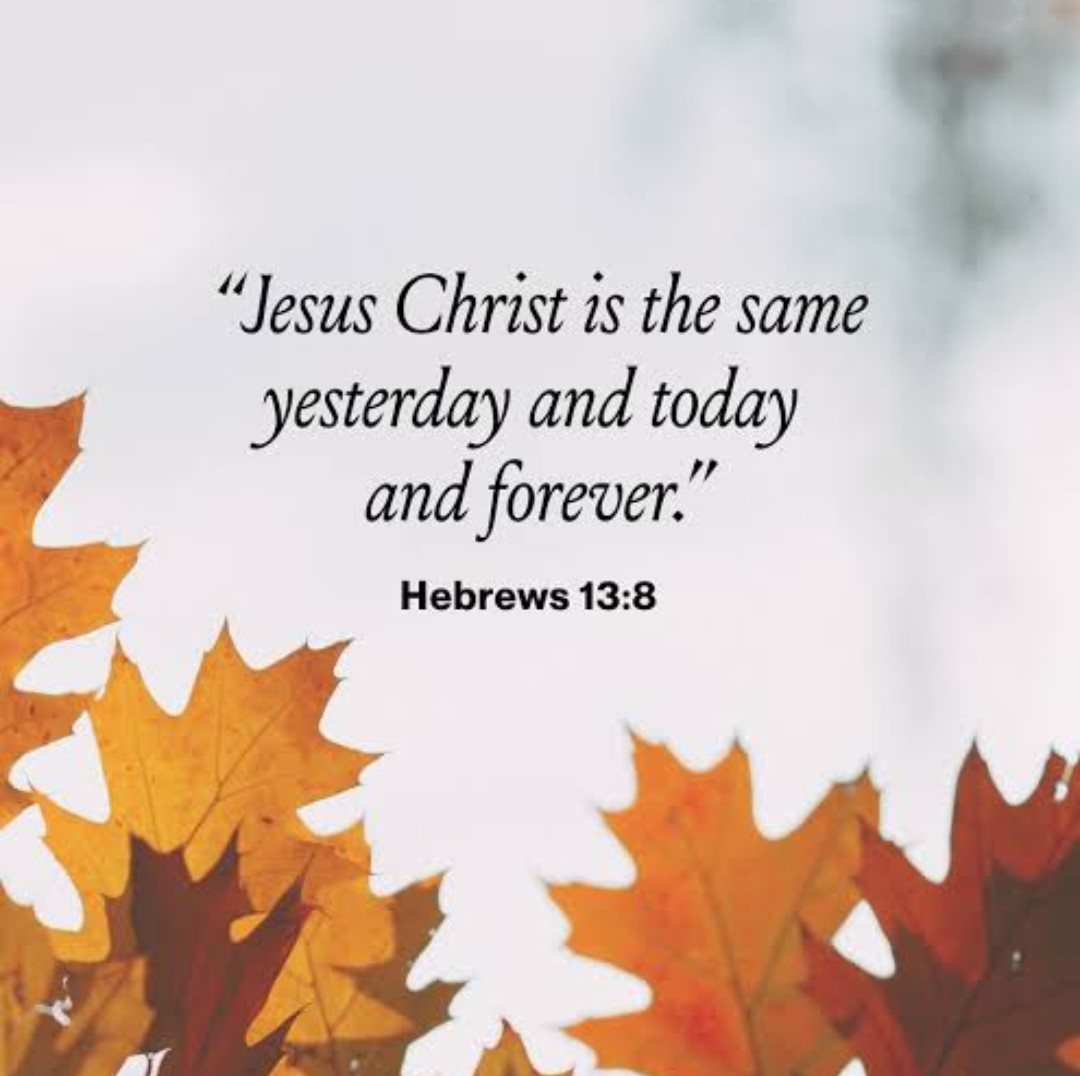 “Jesus Christ is the same
yesterday and today
and forever.”
Hebrews 13:8